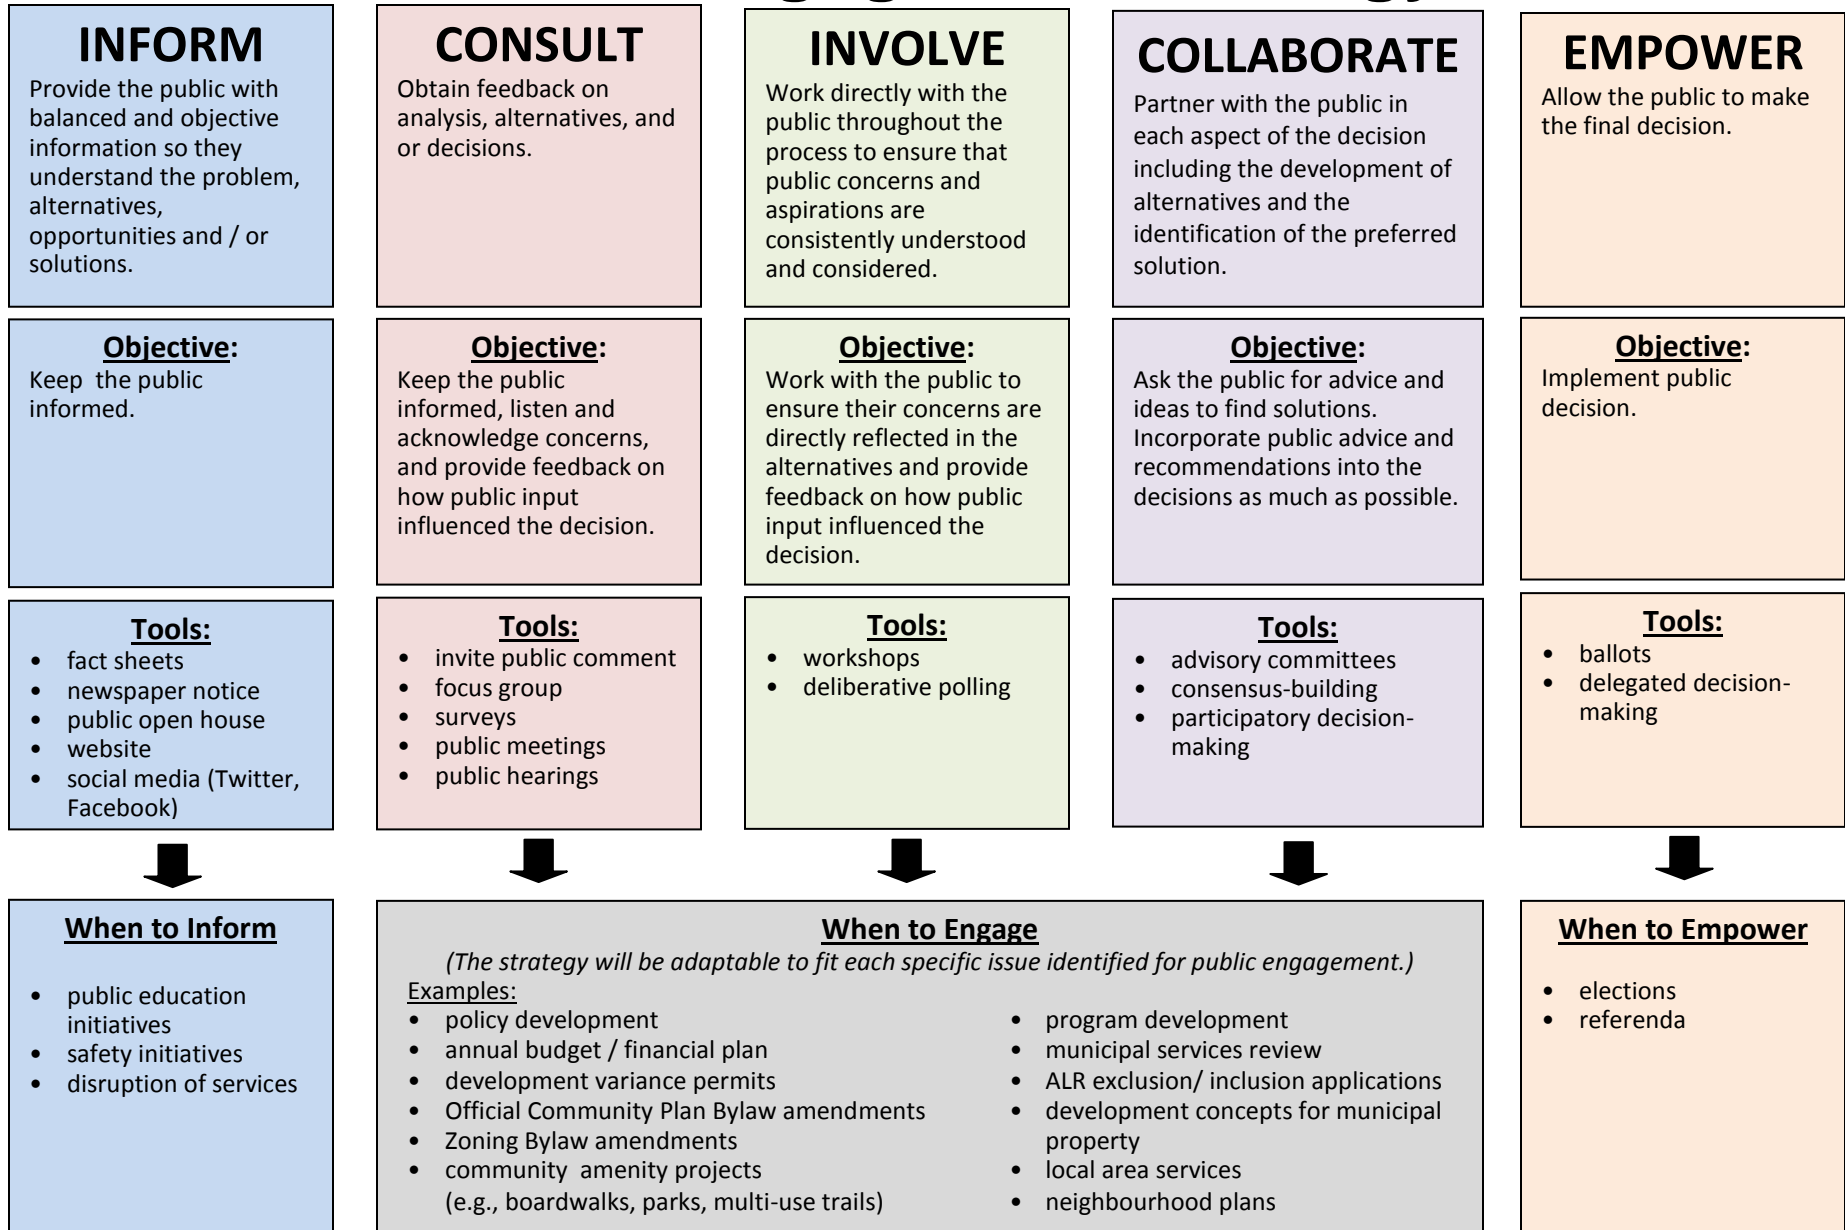 INFORM
Provide the public with
balanced and objective
information so they
understand the problem,
alternatives,
opportunities and / or
solutions.
CONSULT
Obtain feedback on
analysis, alternatives, and
or decisions.
INVOLVE
Work directly with the
public throughout the
process to ensure that
public concerns and
aspirations are
consistently understood
and considered.
COLLABORATE
Partner with the public in
each aspect of the decision
including the development of
alternatives and the
identification of the preferred
solution.
EMPOWER
Allow the public to make
the final decision.
Objective:
Keep the public
informed.
Objective:
Keep the public
informed, listen and
acknowledge concerns,
and provide feedback on
how public input
influenced the decision.
Objective:
Work with the public to
ensure their concerns are
directly reflected in the
alternatives and provide
feedback on how public
input influenced the
decision.
Objective:
Ask the public for advice and
ideas to find solutions.
Incorporate public advice and
recommendations into the
decisions as much as possible.
Objective:
Implement public
decision.
Tools:
• fact sheets
• newspaper notice
• public open house
• website
• social media (Twitter,
Facebook)
Tools:
• invite public comment
• focus group
• surveys
• public meetings
• public hearings
Tools:
• workshops
• deliberative polling
Tools:
• advisory committees
• consensus-building
• participatory decision-
making
Tools:
• ballots
• delegated decision-
making
When to Inform
• public education
initiatives
• safety initiatives
• disruption of services
When to Engage
(The strategy will be adaptable to fit each specific issue identified for public engagement.)
Examples:
• policy development
• annual budget / financial plan
• development variance permits
• Official Community Plan Bylaw amendments
• Zoning Bylaw amendments
• community amenity projects
(e.g., boardwalks, parks, multi-use trails)
• program development
• municipal services review
• ALR exclusion/ inclusion applications
• development concepts for municipal
property
• local area services
• neighbourhood plans
When to Empower
• elections
• referenda